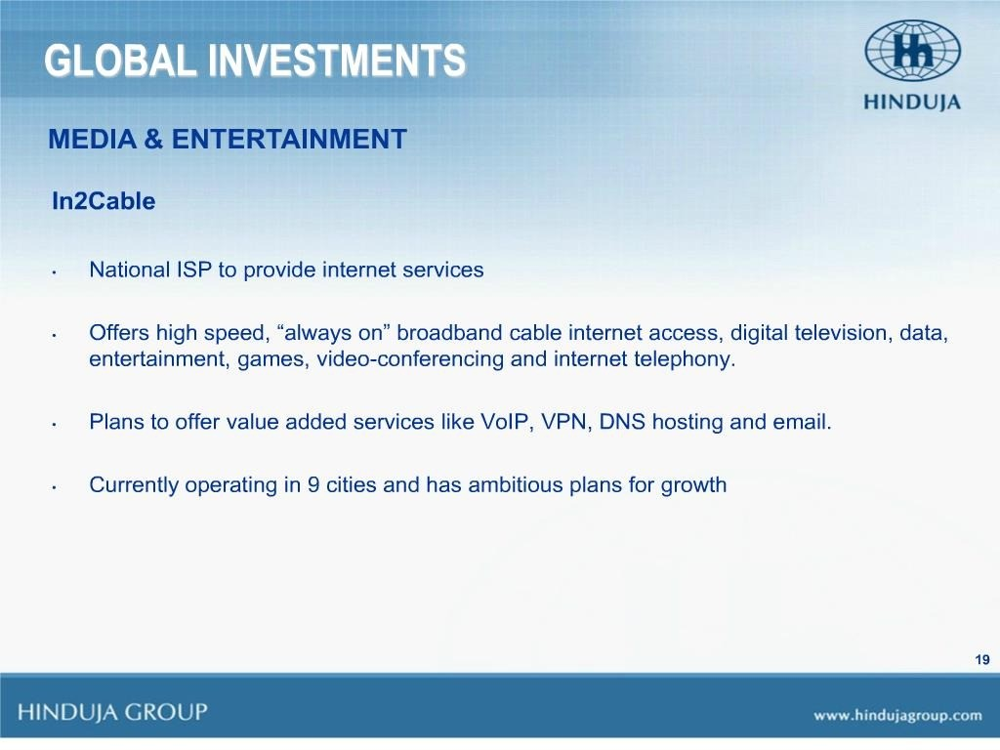 GLOBAL INVESTMENTS
Hh
HINDUJA
MEDIA & ENTERTAINMENT
In2Cable
• National ISP to provide internet services
• Offers high speed, “always on” broadband cable internet access, digital television, data,
entertainment, games, video-conferencing and internet telephony.
• Plans to offer value added services like VoIP, VPN, DNS hosting and email.
• Currently operating in 9 cities and has ambitious plans for growth
19
HINDUJA GROUP
www.hindujagroup.com